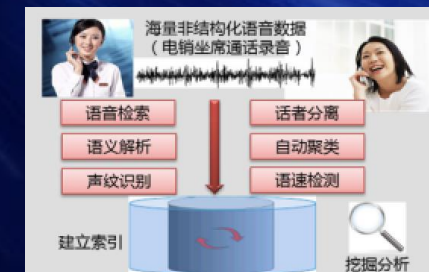 海量非结构化语音数据
（电销坐席通话录音）
语音检索
话者分离
语义解析
自动聚类
声纹识别
语速检测
建立索引
挖掘分析